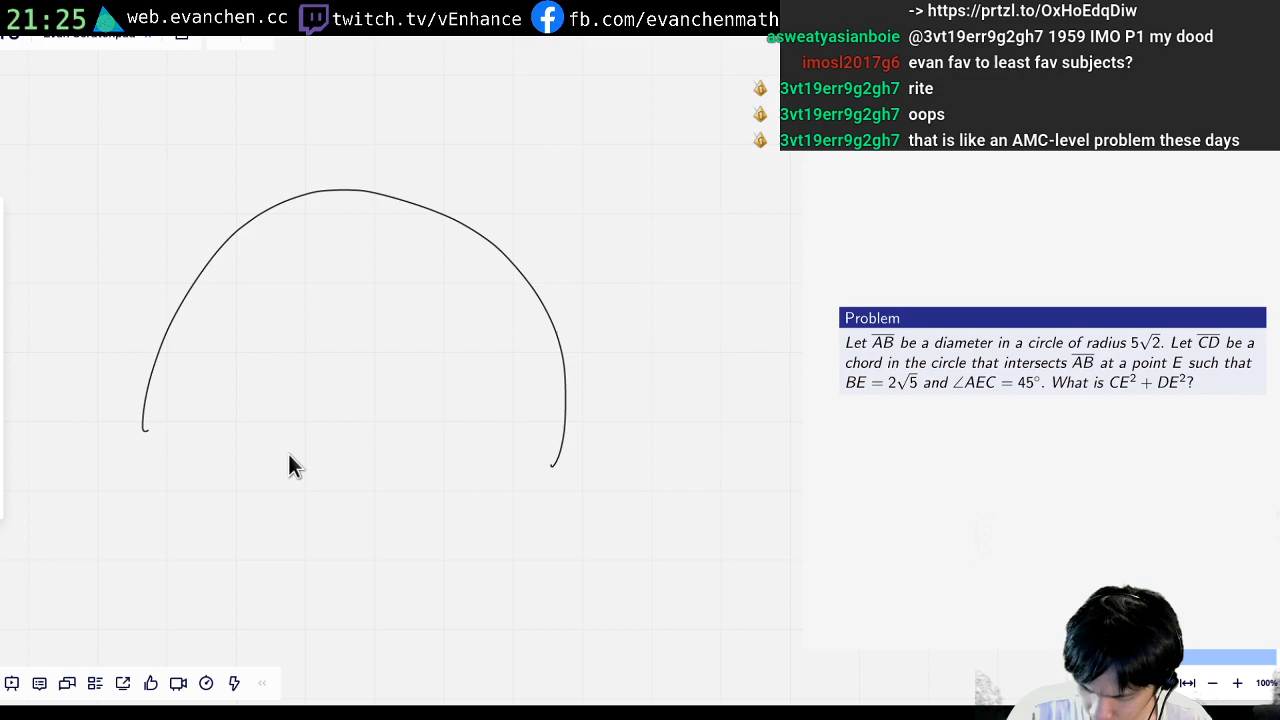 21:25 web.evanchen.cc twitch.tv/vEnhance fb.com/evanchenmath
-> https://prtzl.to/OxHoEdqDiw
asweatyasianboie @3vt19err9g2gh7 1959 IMO P1 my dood
imosl2017g6 evan fav to least fav subjects?
3vt19err9g2gh7 rite
3vt19err9g2gh7 oops
3vt19err9g2gh7 that is like an AMC-level problem these days
Problem
Let AB be a diameter in a circle of radius 5√2. Let CD be a
chord in the circle that intersects AB at a point E such that
BE = 2√5 and ∠AEC = 45°. What is CE² + DE²?
100%